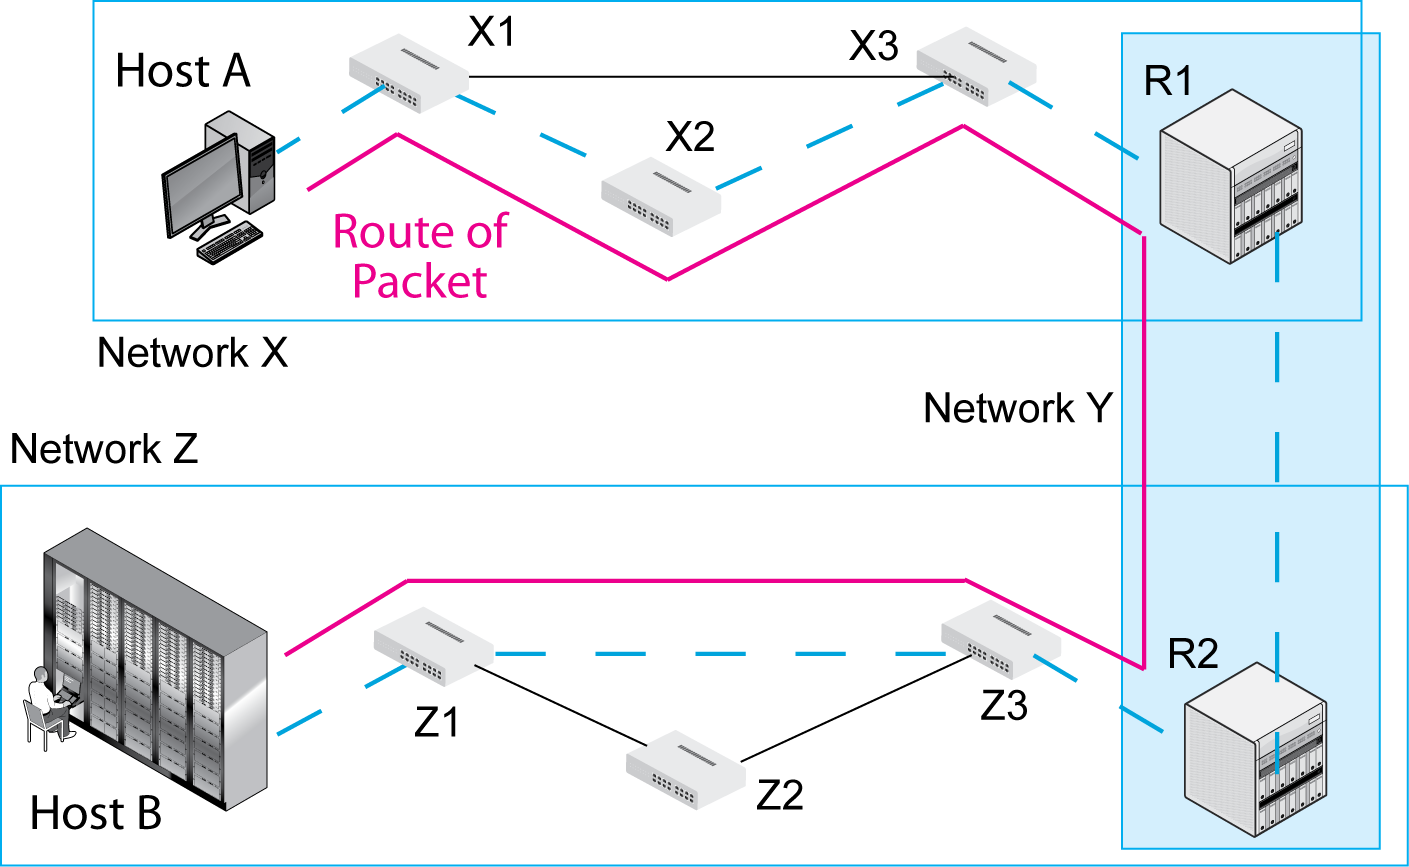 X1
X3
Host A
R1
X2
Route of
Packet
Network X
Network Y
Network Z
R2
Z1
Z3
Z2
Host B